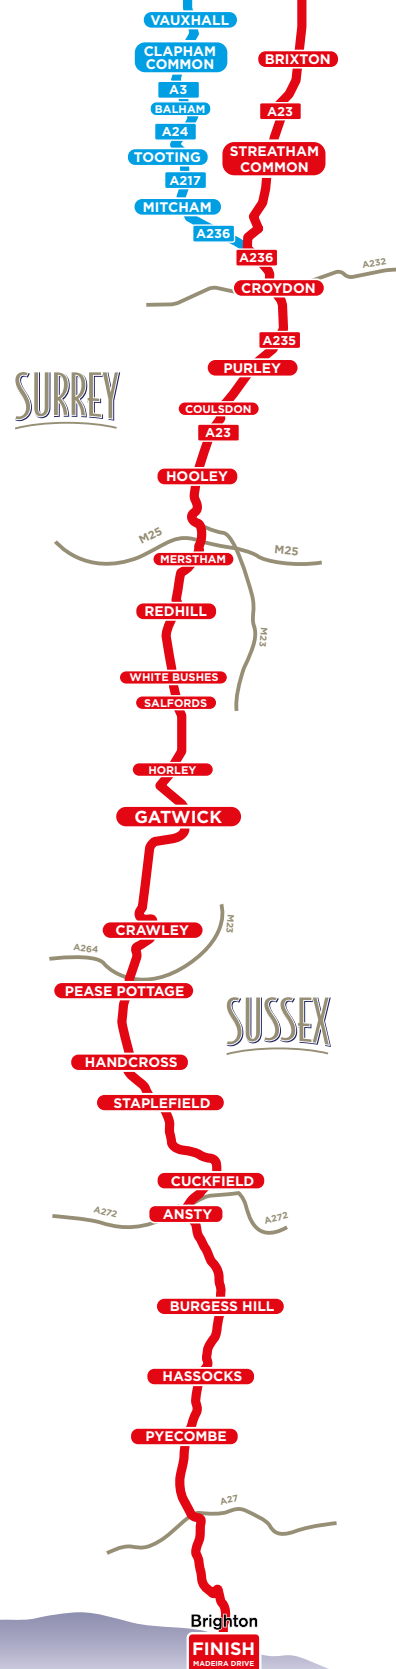 VAUXHALL
CLAPHAM
COMMON
BRIXTON
A3
BALHAM
A23
A24
STREATHAM
COMMON
TOOTING
A217
MITCHAM
A236
A236
A232
CROYDON
A235
PURLEY
SURREY
COULSDON
A23
HOOLEY
M25
M25
MERSTHAM
REDHILL
M23
WHITE BUSHES
SALFORDS
HORLEY
GATWICK
M23
CRAWLEY
A264
PEASE POTTAGE
SUSSEX
HANDCROSS
STAPLEFIELD
CUCKFIELD
A272
ANSTY
A272
BURGESS HILL
HASSOCKS
PYECOMBE
A27
Brighton
FINISH
MADEIRA DRIVE